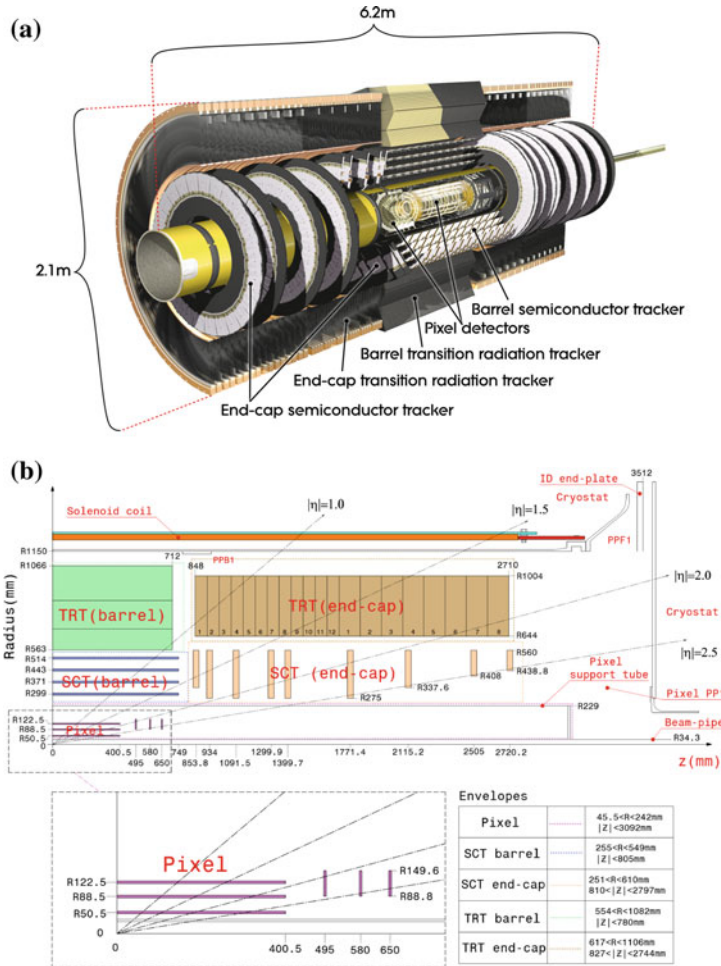 (a)
6.2m
2.1m
Barrel semiconductor tracker
Pixel detectors
Barrel transition radiation tracker
End-cap transition radiation tracker
End-cap semiconductor tracker
(b)
3512
ID end-plate
Cryostat
Solenoid coil
|η|=1.0
|η|=1.5
PPF1
R1150
712
PPB1
R1066
848
2710
R1004
|η|=2.0
TRT(barrel)
TRT(end-cap)
Cryostat
Radius(mm)
1 2 3 4 5 6 7 8 9 10 11 12 1 2 3 4 5 6 7 8
R644
R563
R560
R514
SCT (end-cap)
R438.8
|η|=2.5
R443
R408
Pixel
support tube
R371
SCT(barrel)
R337.6
R299
R275
Pixel PP1
R229
R122.5
R88.5
Pixel
Beam-pipe
R50.5
R34.3
0
0
400.5
580
749
934
1299.9
1771.4
2115.2
2505
2720.2
z(mm)
495
650
853.8
1091.5
1399.7
Pixel
R149.6
R122.5
R88.5
R88.8
R50.5
0
0
400.5
495
580
650
Envelopes
Pixel
45.5<R<242mm
|Z|<3092mm
SCT barrel
255<R<549mm
|Z|<805mm
SCT end-cap
251<R<610mm
810<|Z|<2797mm
TRT barrel
554<R<1082mm
|Z|<780mm
TRT end-cap
617<R<1106mm
827<|Z|<2744mm